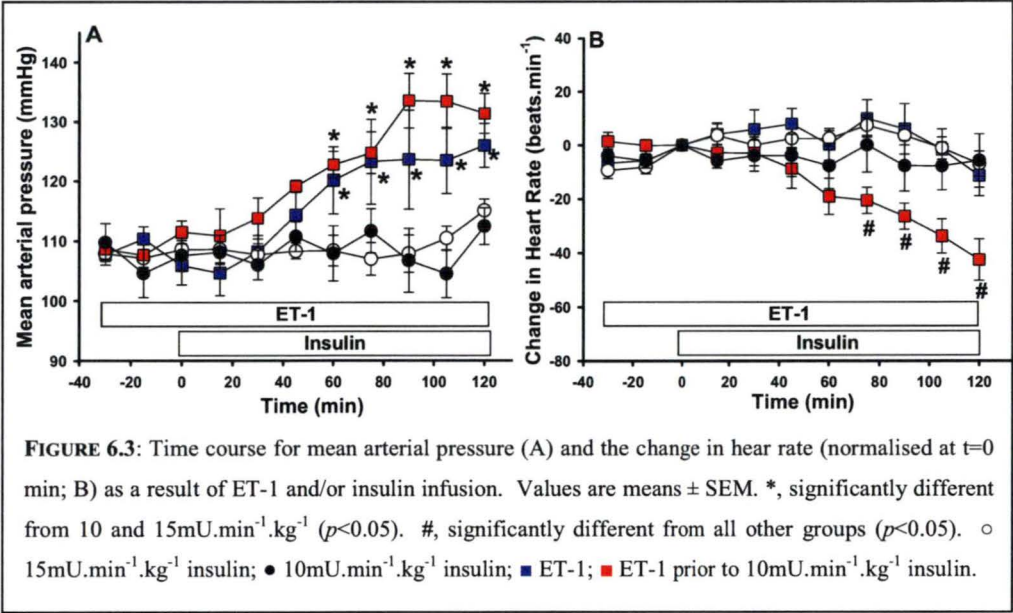 A
B
Mean arterial pressure (mmHg)
140
130
120
110
100
90
* * * * *
* * * * *
ET-1
Insulin
-40 -20 0 20 40 60 80 100 120
Time (min)
Change in Heart Rate (beats.min⁻¹)
40
20
0
-20
-40
-60
-80
# # # #
ET-1
Insulin
-40 -20 0 20 40 60 80 100 120
Time (min)
FIGURE 6.3: Time course for mean arterial pressure (A) and the change in hear rate (normalised at t=0
min; B) as a result of ET-1 and/or insulin infusion. Values are means ± SEM. *, significantly different
from 10 and 15mU.min⁻¹.kg⁻¹ (p<0.05). #, significantly different from all other groups (p<0.05). ○
15mU.min⁻¹.kg⁻¹ insulin; ● 10mU.min⁻¹.kg⁻¹ insulin; ■ ET-1; ■ ET-1 prior to 10mU.min⁻¹.kg⁻¹ insulin.